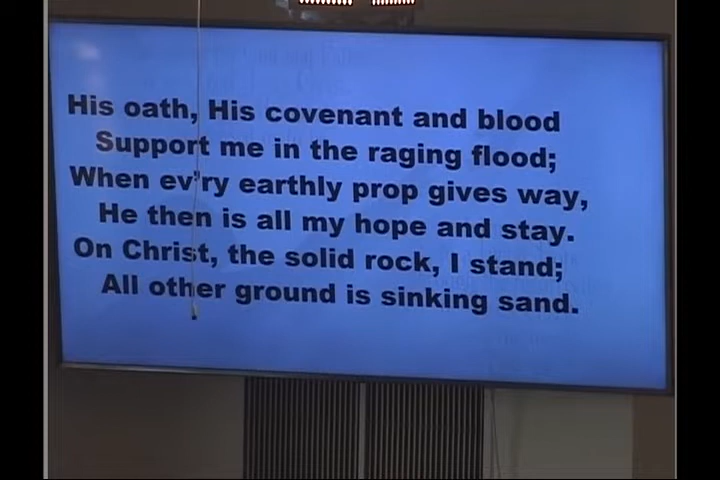 His oath, His covenant and blood
Support me in the raging flood;
When ev'ry earthly prop gives way,
He then is all my hope and stay.
On Christ, the solid rock, I stand;
All other ground is sinking sand.